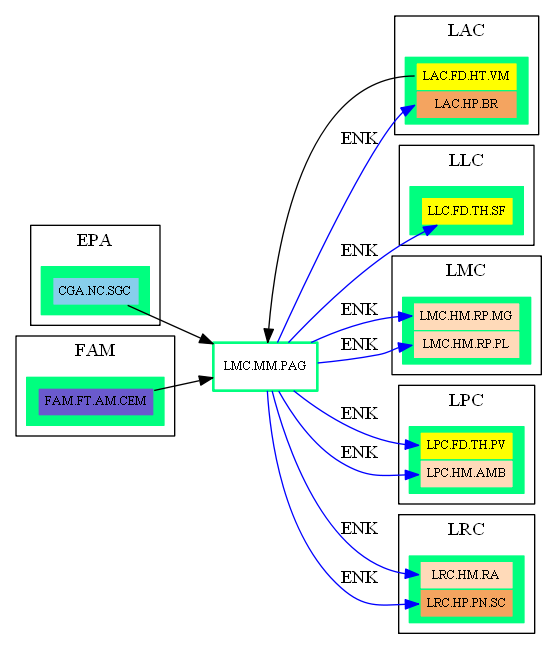 LAC
LAC.FD.HT.VM
LAC.HP.BR
ENK
LLC
LLC.FD.TH.SF
ENK
EPA
CGA.NC.SGC
LMC
LMC.HM.RP.MG
LMC.HM.RP.PL
ENK
ENK
FAM
FAM.FT.AM.CEM
LMC.MM.PAG
LPC
LPC.FD.TH.PV
LPC.HM.AMB
ENK
ENK
LRC
LRC.HM.RA
LRC.HP.PN.SC
ENK
ENK